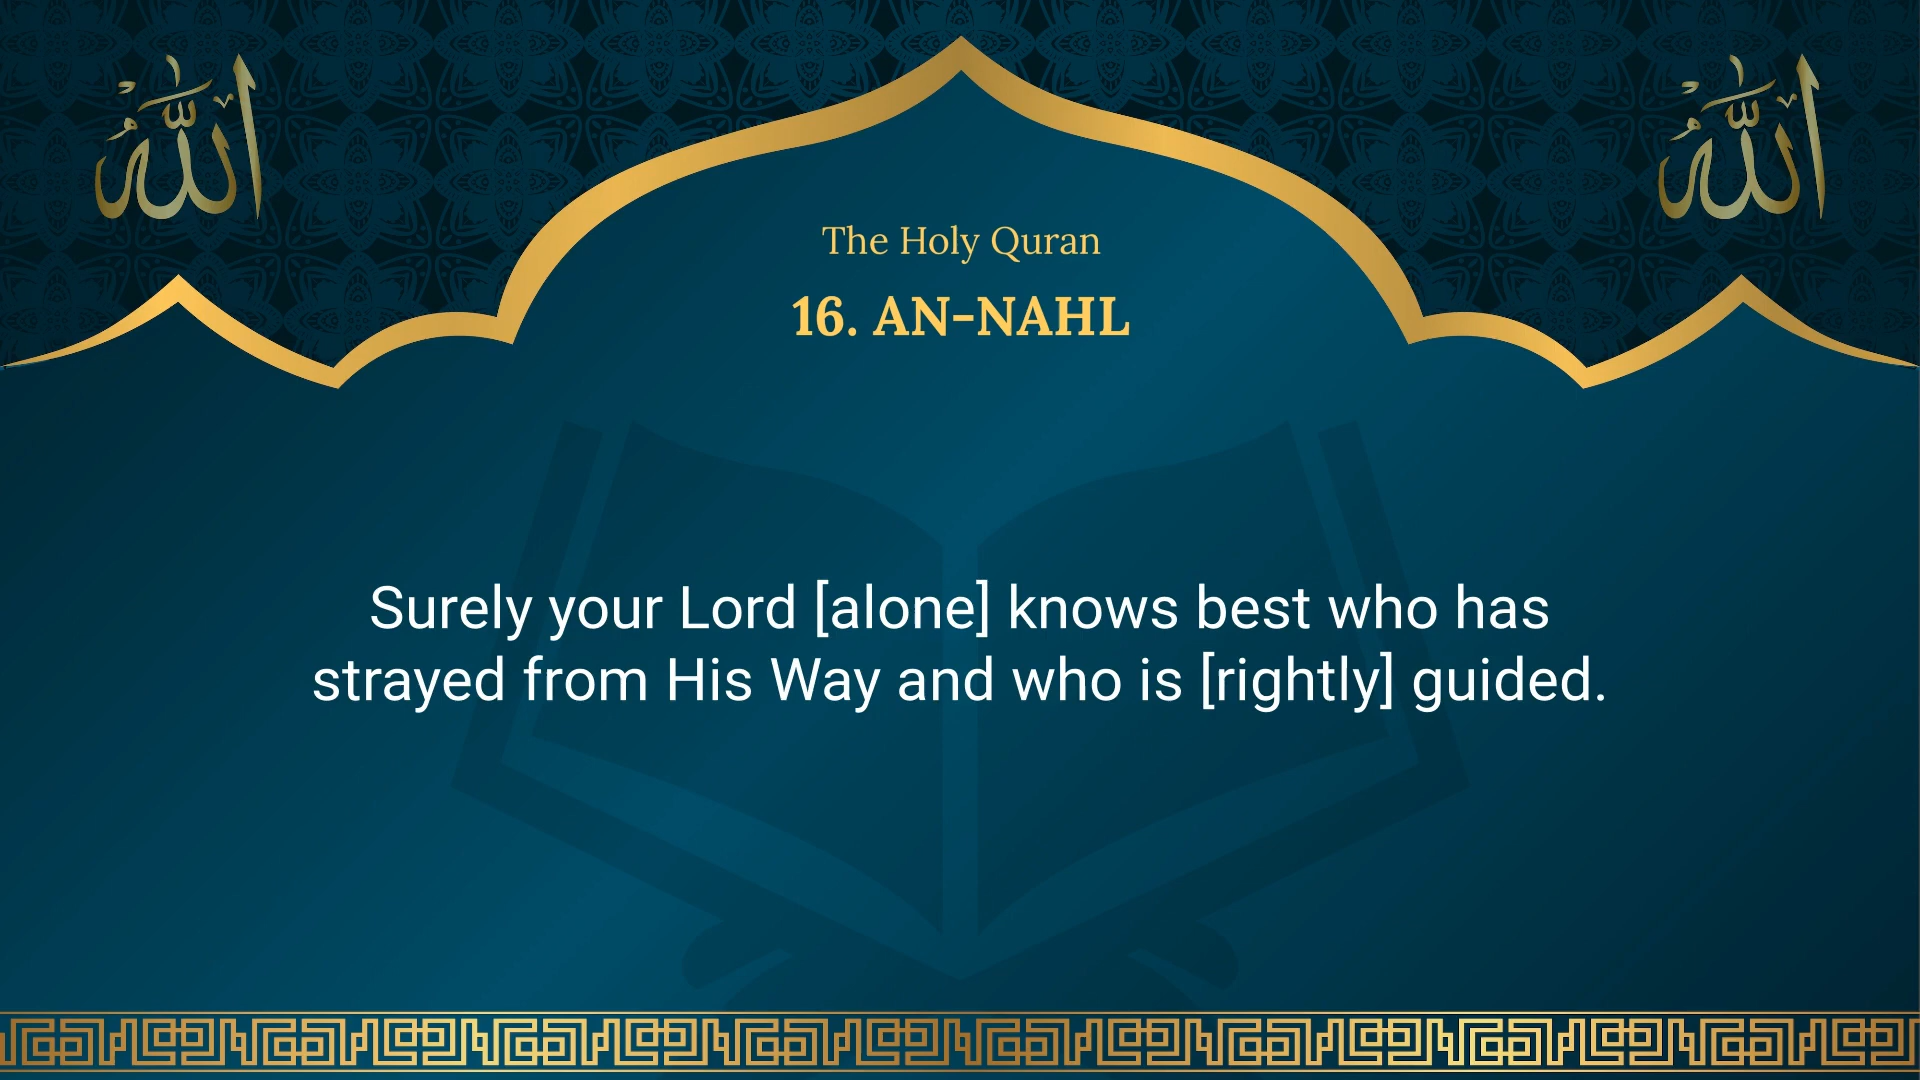 الله
الله
The Holy Quran
16. AN-NAHL
Surely your Lord [alone] knows best who has
strayed from His Way and who is [rightly] guided.